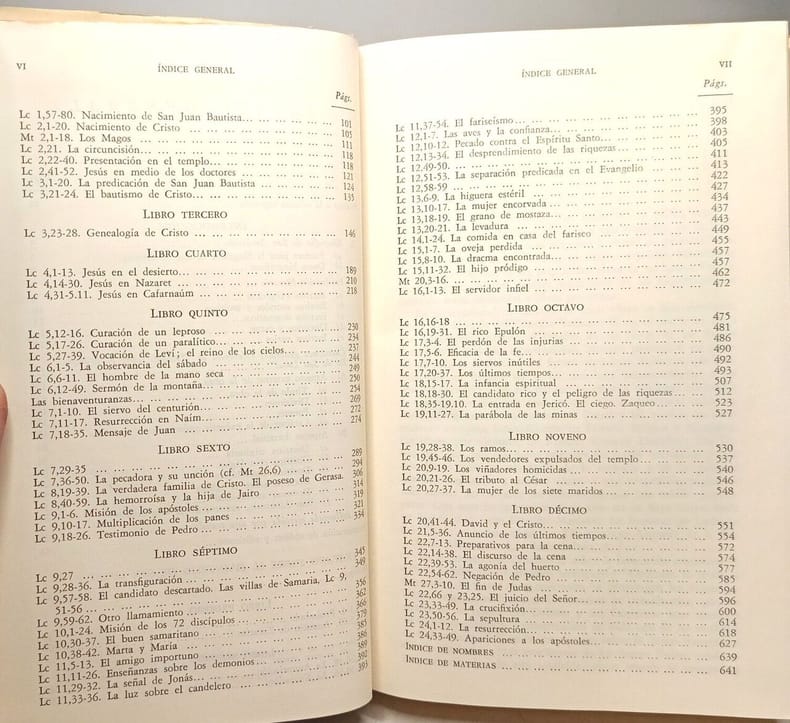 VI
ÍNDICE GENERAL
Págs.
Lc 1,57-80. Nacimiento de San Juan Bautista... ... ... ... ... ... 101
Lc 2,1-20. Nacimiento de Cristo ... ... ... ... ... ... ... ... 105
Mt 2,1-18. Los Magos ... ... ... ... ... ... ... ... ... 111
Lc 2,21. La circuncisión... ... ... ... ... ... ... ... ... 118
Lc 2,22-40. Presentación en el templo... ... ... ... ... ... ... 118
Lc 2,41-52. Jesús en medio de los doctores ... ... ... ... ... 121
Lc 3,1-20. La predicación de San Juan Bautista ... ... ... ... ... 124
Lc 3,21-24. El bautismo de Cristo... ... ... ... ... ... ... ... 135
LIBRO TERCERO
Lc 3,23-28. Genealogía de Cristo ... ... ... ... ... ... ... ... 146
LIBRO CUARTO
Lc 4,1-13. Jesús en el desierto... ... ... ... ... ... ... ... 189
Lc 4,14-30. Jesús en Nazaret ... ... ... ... ... ... ... ... 210
Lc 4,31-5.11. Jesús en Cafarnaúm ... ... ... ... ... ... ... 218
LIBRO QUINTO
Lc 5,12-16. Curación de un leproso ... ... ... ... ... ... ... 230
Lc 5,17-26. Curación de un paralítico... ... ... ... ... ... ... 234
Lc 5,27-39. Vocación de Leví; el reino de los cielos... ... ... ... 237
Lc 6,1-5. La observancia del sábado ... ... ... ... ... ... ... 244
Lc 6,6-11. El hombre de la mano seca ... ... ... ... ... ... 249
Lc 6,12-49. Sermón de la montaña... ... ... ... ... ... ... 250
Las bienaventuranzas... ... ... ... ... ... ... ... ... ... 254
Lc 7,1-10. El siervo del centurión... ... ... ... ... ... ... ... 269
Lc 7,11-17. Resurrección en Naím... ... ... ... ... ... ... ... 272
Lc 7,18-35. Mensaje de Juan ... ... ... ... ... ... ... ... 274
LIBRO SEXTO
Lc 7,29-35 ... ... ... ... ... ... ... ... ... ... ... 289
Lc 7,36-50. La pecadora y su unción (cf. Mt 26,6) ... ... ... ... 294
Lc 8,19-39. La verdadera familia de Cristo. El poseso de Gerasa. 306
Lc 8,40-59. La hemorroísa y la hija de Jairo ... ... ... ... ... 314
Lc 9,1-6. Misión de los apóstoles... ... ... ... ... ... ... ... 319
Lc 9,10-17. Multiplicación de los panes ... ... ... ... ... ... 321
Lc 9,18-26. Testimonio de Pedro... ... ... ... ... ... ... ... 334
LIBRO SÉPTIMO
Lc 9,27 ... ... ... ... ... ... ... ... ... ... ... ... 345
Lc 9,28-36. La transfiguración ... ... ... ... ... ... ... ... 349
Lc 9,57-58. El candidato descartado. Las villas de Samaria, Lc 9,
51-56 ... ... ... ... ... ... ... ... ... ... ... ... 356
Lc 9,59-62. Otro llamamiento ... ... ... ... ... ... ... ... 362
Lc 10,1-24. Misión de los 72 discípulos ... ... ... ... ... ... 366
Lc 10,30-37. El buen samaritano ... ... ... ... ... ... ... 379
Lc 10,38-42. Marta y María ... ... ... ... ... ... ... ... 385
Lc 11,5-13. El amigo importuno ... ... ... ... ... ... ... 386
Lc 11,11-26. Enseñanzas sobre los demonios... ... ... ... ... ... 389
Lc 11,29-32. La señal de Jonás... ... ... ... ... ... ... ... 392
Lc 11,33-36. La luz sobre el candelero ... ... ... ... ... ... 393
ÍNDICE GENERAL
VII
Págs.
Lc 11,37-54. El fariseísmo... ... ... ... ... ... ... ... ... 395
Lc 12,1-7. Las aves y la confianza... ... ... ... ... ... ... ... 398
Lc 12,10-12. Pecado contra el Espíritu Santo... ... ... ... ... ... 403
Lc 12,13-34. El desprendimiento de las riquezas... ... ... ... ... 405
Lc 12,49-50. ... ... ... ... ... ... ... ... ... ... ... 411
Lc 12,51-53. La separación predicada en el Evangelio ... ... ... 413
Lc 12,58-59 ... ... ... ... ... ... ... ... ... ... ... 422
Lc 13,6-9. La higuera estéril ... ... ... ... ... ... ... ... 427
Lc 13,10-17. La mujer encorvada ... ... ... ... ... ... ... 434
Lc 13,18-19. El grano de mostaza... ... ... ... ... ... ... ... 437
Lc 13,20-21. La levadura ... ... ... ... ... ... ... ... ... 443
Lc 14,1-24. La comida en casa del fariseo ... ... ... ... ... ... 449
Lc 15,1-7. La oveja perdida ... ... ... ... ... ... ... ... 455
Lc 15,8-10. La dracma encontrada... ... ... ... ... ... ... ... 457
Lc 15,11-32. El hijo pródigo ... ... ... ... ... ... ... ... 457
Mt 20,3-16. ... ... ... ... ... ... ... ... ... ... ... 462
Lc 16,1-13. El servidor infiel ... ... ... ... ... ... ... ... 472
LIBRO OCTAVO
Lc 16,16-18 ... ... ... ... ... ... ... ... ... ... ... 475
Lc 16,19-31. El rico Epulón ... ... ... ... ... ... ... ... 481
Lc 17,3-4. El perdón de las injurias ... ... ... ... ... ... ... 486
Lc 17,5-6. Eficacia de la fe... ... ... ... ... ... ... ... ... 490
Lc 17,7-10. Los siervos inútiles ... ... ... ... ... ... ... ... 492
Lc 17,20-37. Los últimos tiempos... ... ... ... ... ... ... ... 493
Lc 18,15-17. La infancia espiritual ... ... ... ... ... ... ... 507
Lc 18,18-30. El candidato rico y el peligro de las riquezas... ... ... 512
Lc 18,35-19.10. La entrada en Jericó. El ciego. Zaqueo... ... ... 523
Lc 19,11-27. La parábola de las minas ... ... ... ... ... ... 527
LIBRO NOVENO
Lc 19,28-38. Los ramos... ... ... ... ... ... ... ... ... 530
Lc 19,45-46. Los vendedores expulsados del templo... ... ... ... 537
Lc 20,9-19. Los viñadores homicidas ... ... ... ... ... ... ... 540
Lc 20,21-26. El tributo al César ... ... ... ... ... ... ... ... 546
Lc 20,27-37. La mujer de los siete maridos ... ... ... ... ... ... 548
LIBRO DÉCIMO
Lc 20,41-44. David y el Cristo... ... ... ... ... ... ... ... 551
Lc 21,5-36. Anuncio de los últimos tiempos... ... ... ... ... ... 554
Lc 22,7-13. Preparativos para la cena... ... ... ... ... ... ... 572
Lc 22,14-38. El discurso de la cena ... ... ... ... ... ... ... 574
Lc 22,39-53. La agonía del huerto ... ... ... ... ... ... ... 577
Lc 22,54-62. Negación de Pedro ... ... ... ... ... ... ... 585
Mt 27,3-10. El fin de Judas ... ... ... ... ... ... ... ... 594
Lc 22,66 y 23,25. El juicio del Señor... ... ... ... ... ... ... 596
Lc 23,33-49. La crucifixión... ... ... ... ... ... ... ... ... 600
Lc 23,50-56. La sepultura ... ... ... ... ... ... ... ... ... 614
Lc 24,1-12. La resurrección... ... ... ... ... ... ... ... ... 618
Lc 24,33-49. Apariciones a los apóstoles... ... ... ... ... ... ... 627
ÍNDICE DE NOMBRES ... ... ... ... ... ... ... ... ... 639
ÍNDICE DE MATERIAS ... ... ... ... ... ... ... ... ... 641